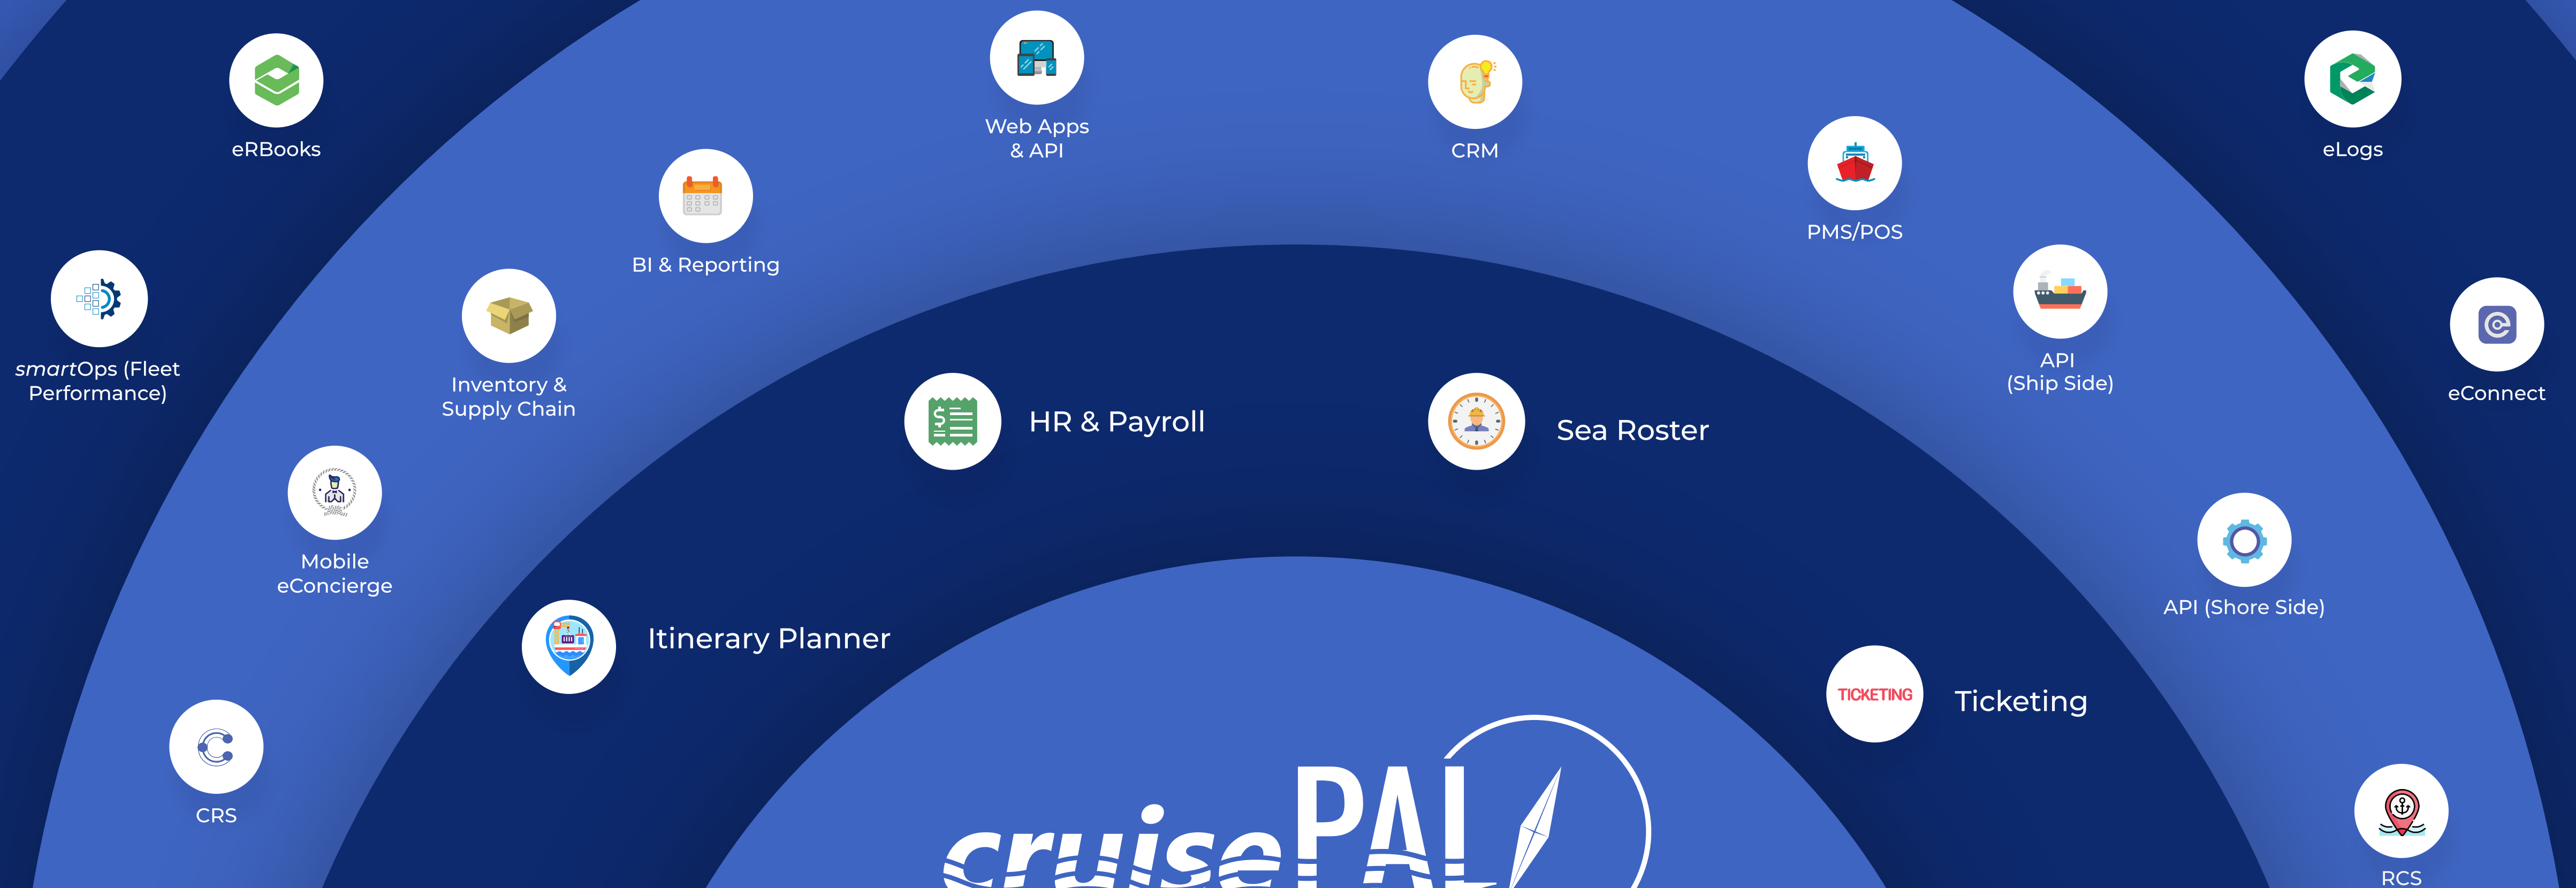 eRBooks
Web Apps
& API
CRM
eLogs
BI & Reporting
PMS/POS
smartOps (Fleet
Performance)
Inventory &
Supply Chain
API
(Ship Side)
eConnect
HR & Payroll
Sea Roster
Mobile
eConcierge
API (Shore Side)
Itinerary Planner
TICKETING
Ticketing
CRS
cruisePAL
RCS